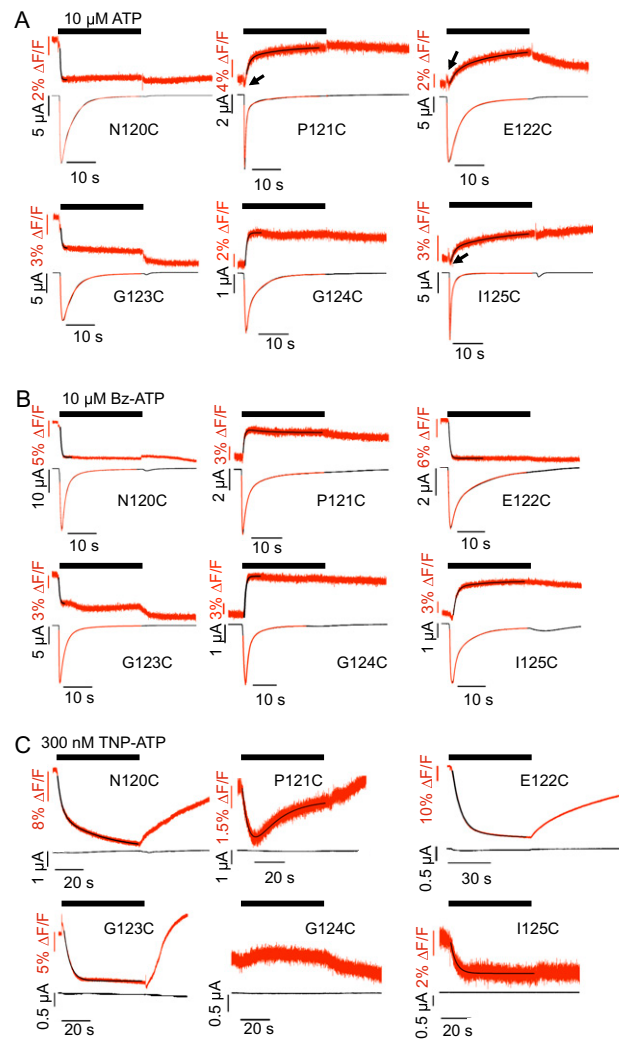 A
10 µM ATP
2% ΔF/F
5 µA
N120C
10 s
4% ΔF/F
2 µA
P121C
10 s
2% ΔF/F
5 µA
E122C
10 s
3% ΔF/F
5 µA
G123C
10 s
2% ΔF/F
1 µA
G124C
10 s
3% ΔF/F
5 µA
I125C
10 s
B
10 µM Bz-ATP
5% ΔF/F
10 µA
N120C
10 s
3% ΔF/F
2 µA
P121C
10 s
6% ΔF/F
2 µA
E122C
10 s
3% ΔF/F
5 µA
G123C
10 s
3% ΔF/F
1 µA
G124C
10 s
3% ΔF/F
1 µA
I125C
10 s
C
300 nM TNP-ATP
8% ΔF/F
1 µA
N120C
20 s
1.5% ΔF/F
1 µA
P121C
20 s
10% ΔF/F
0.5 µA
E122C
30 s
5% ΔF/F
0.5 µA
G123C
20 s
G124C
0.5 µA
20 s
2% ΔF/F
0.5 µA
I125C
20 s